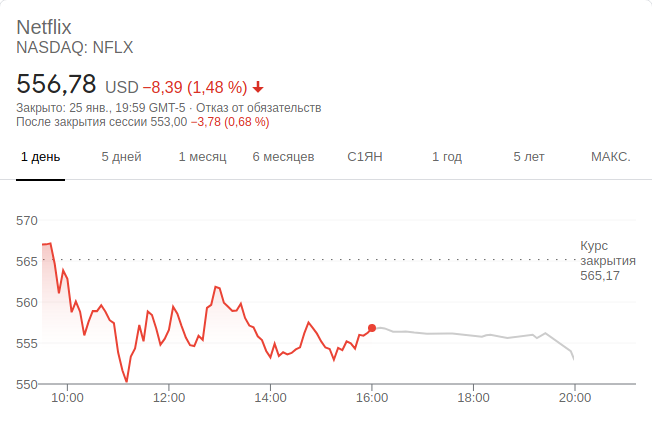 Netflix
NASDAQ: NFLX
556,78 USD −8,39 (1,48 %)
Закрыто: 25 янв., 19:59 GMT-5 · Отказ от обязательств
После закрытия сессии 553,00 −3,78 (0,68 %)
1 день 5 дней 1 месяц 6 месяцев С1ЯН 1 год 5 лет МАКС.
570
565
560
555
550
Курс
закрытия
565,17
10:00 12:00 14:00 16:00 18:00 20:00